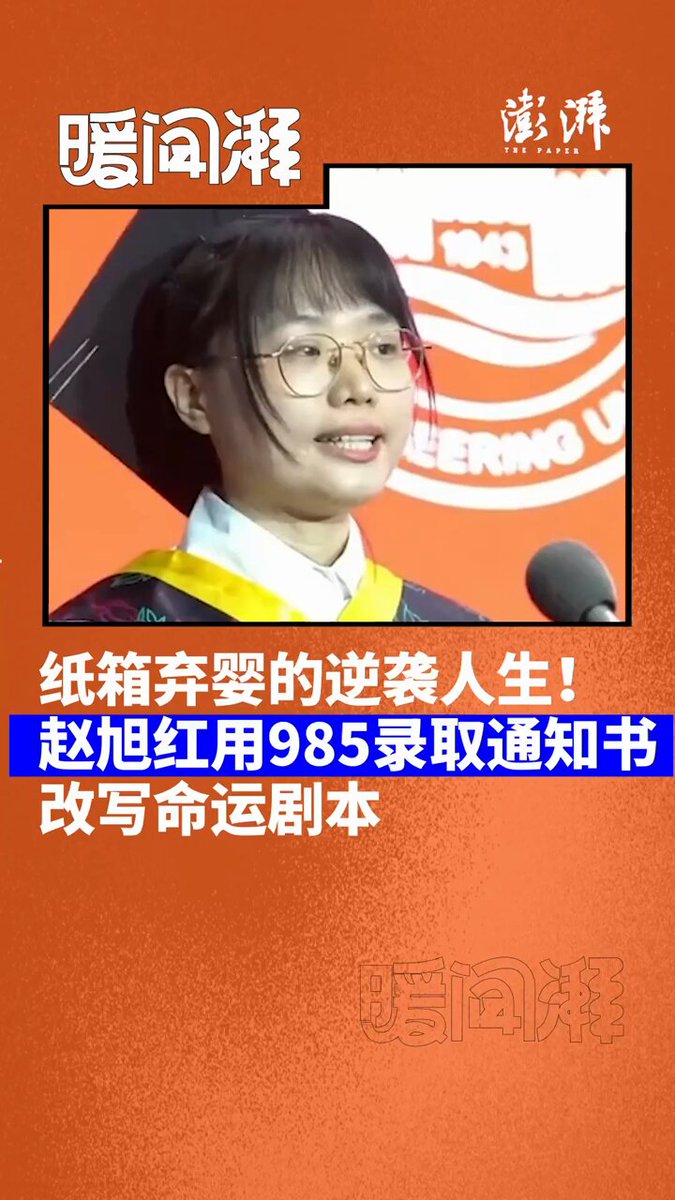 暖闻湃
澎湃
THE PAPER
1943
EERING U
纸箱弃婴的逆袭人生！
赵旭红用985录取通知书
改写命运剧本
暖闻湃